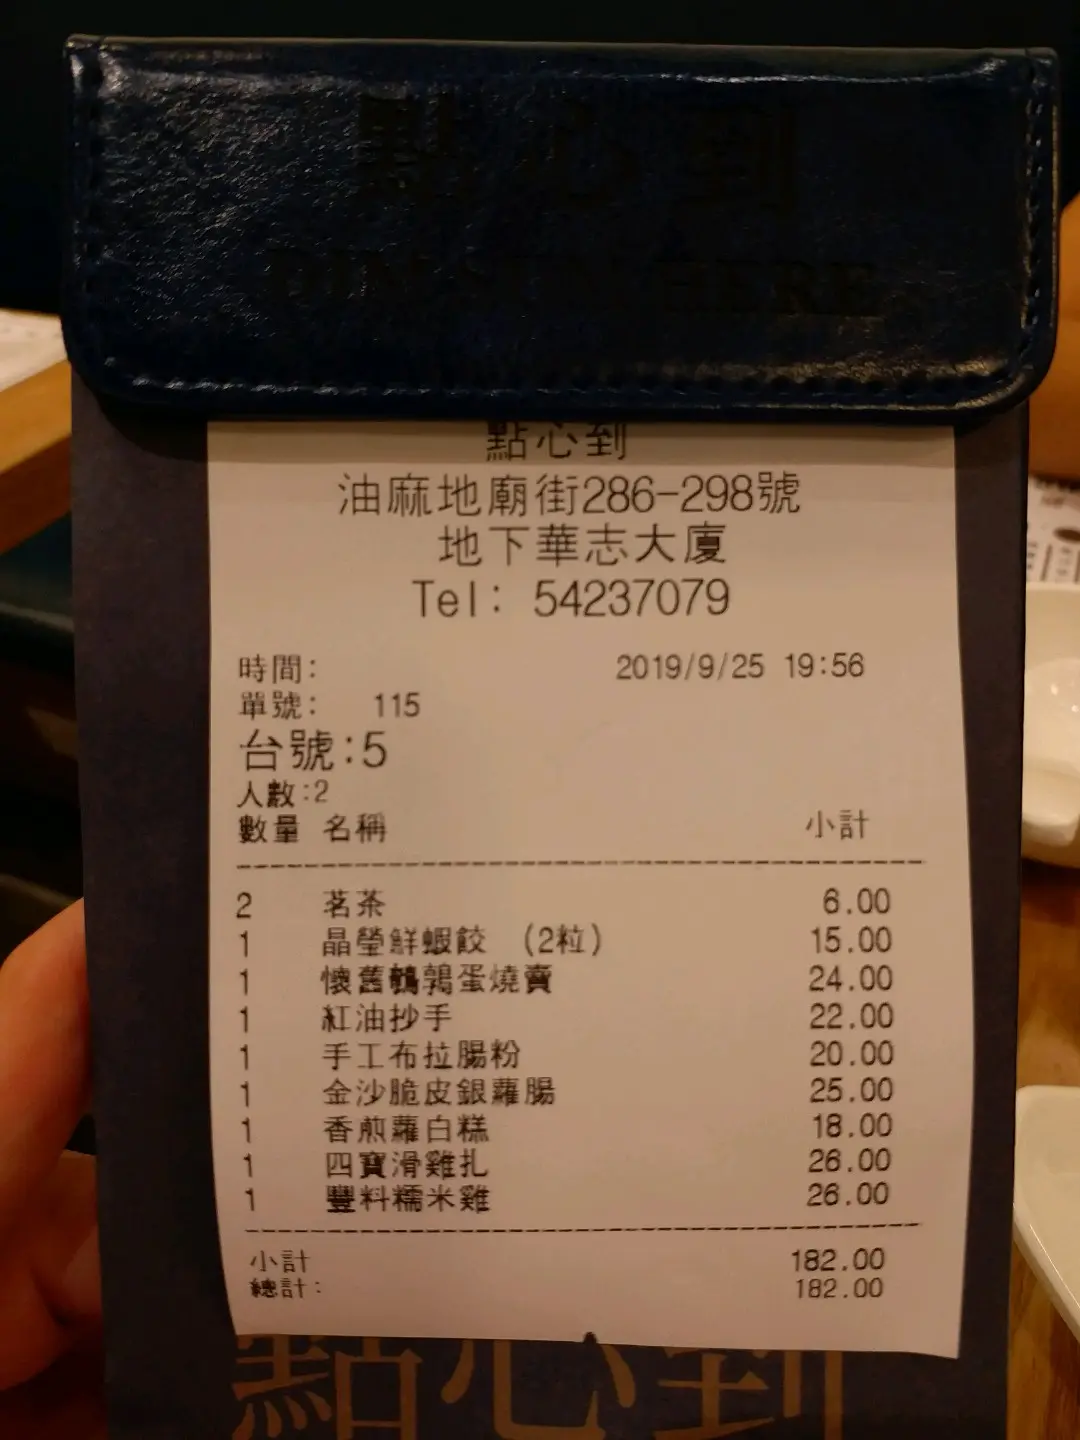 點心到
DIM SIM HERE
點心到
油麻地廟街286-298號
地下華志大廈
Tel: 54237079
時間: 2019/9/25 19:56
單號: 115
台號:5
人數:2
數量 名稱 小計
2 茗茶 6.00
1 晶瑩鮮蝦餃 (2粒) 15.00
1 懷舊鵪鶉蛋燒賣 24.00
1 紅油抄手 22.00
1 手工布拉腸粉 20.00
1 金沙脆皮銀蘿腸 25.00
1 香煎蘿白糕 18.00
1 四寶滑雞扎 26.00
1 豐料糯米雞 26.00
小計 182.00
總計: 182.00
點心到